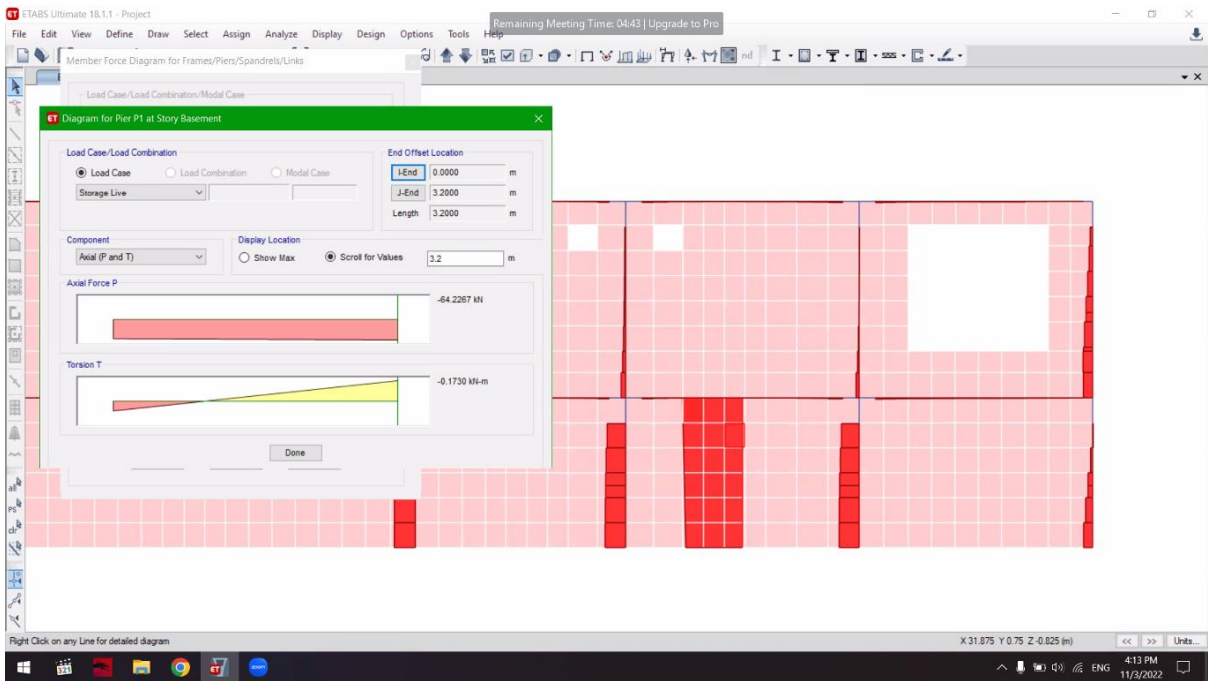 ETABS Ultimate 18.1.1 - Project
Remaining Meeting Time: 04:43 | Upgrade to Pro
File Edit View Define Draw Select Assign Analyze Display Design Options Tools Help
nd
Member Force Diagram for Frames/Piers/Spandrels/Links
Load Case/Load Combination/Modal Case
Diagram for Pier P1 at Story Basement
Load Case/Load Combination
End Offset Location
Load Case Load Combination Modal Case
I-End 0.0000 m
Storage Live
J-End 3.2000 m
Length 3.2000 m
Component
Display Location
Axial (P and T)
Show Max Scroll for Values 3.2 m
Axial Force P
-64.2267 kN
Torsion T
-0.1730 kN-m
Done
all
PS
clr
Right Click on any Line for detailed diagram
X 31.875 Y 0.75 Z -0.825 (m)
<< >> Units...
zoom
ENG
4:13 PM
11/3/2022